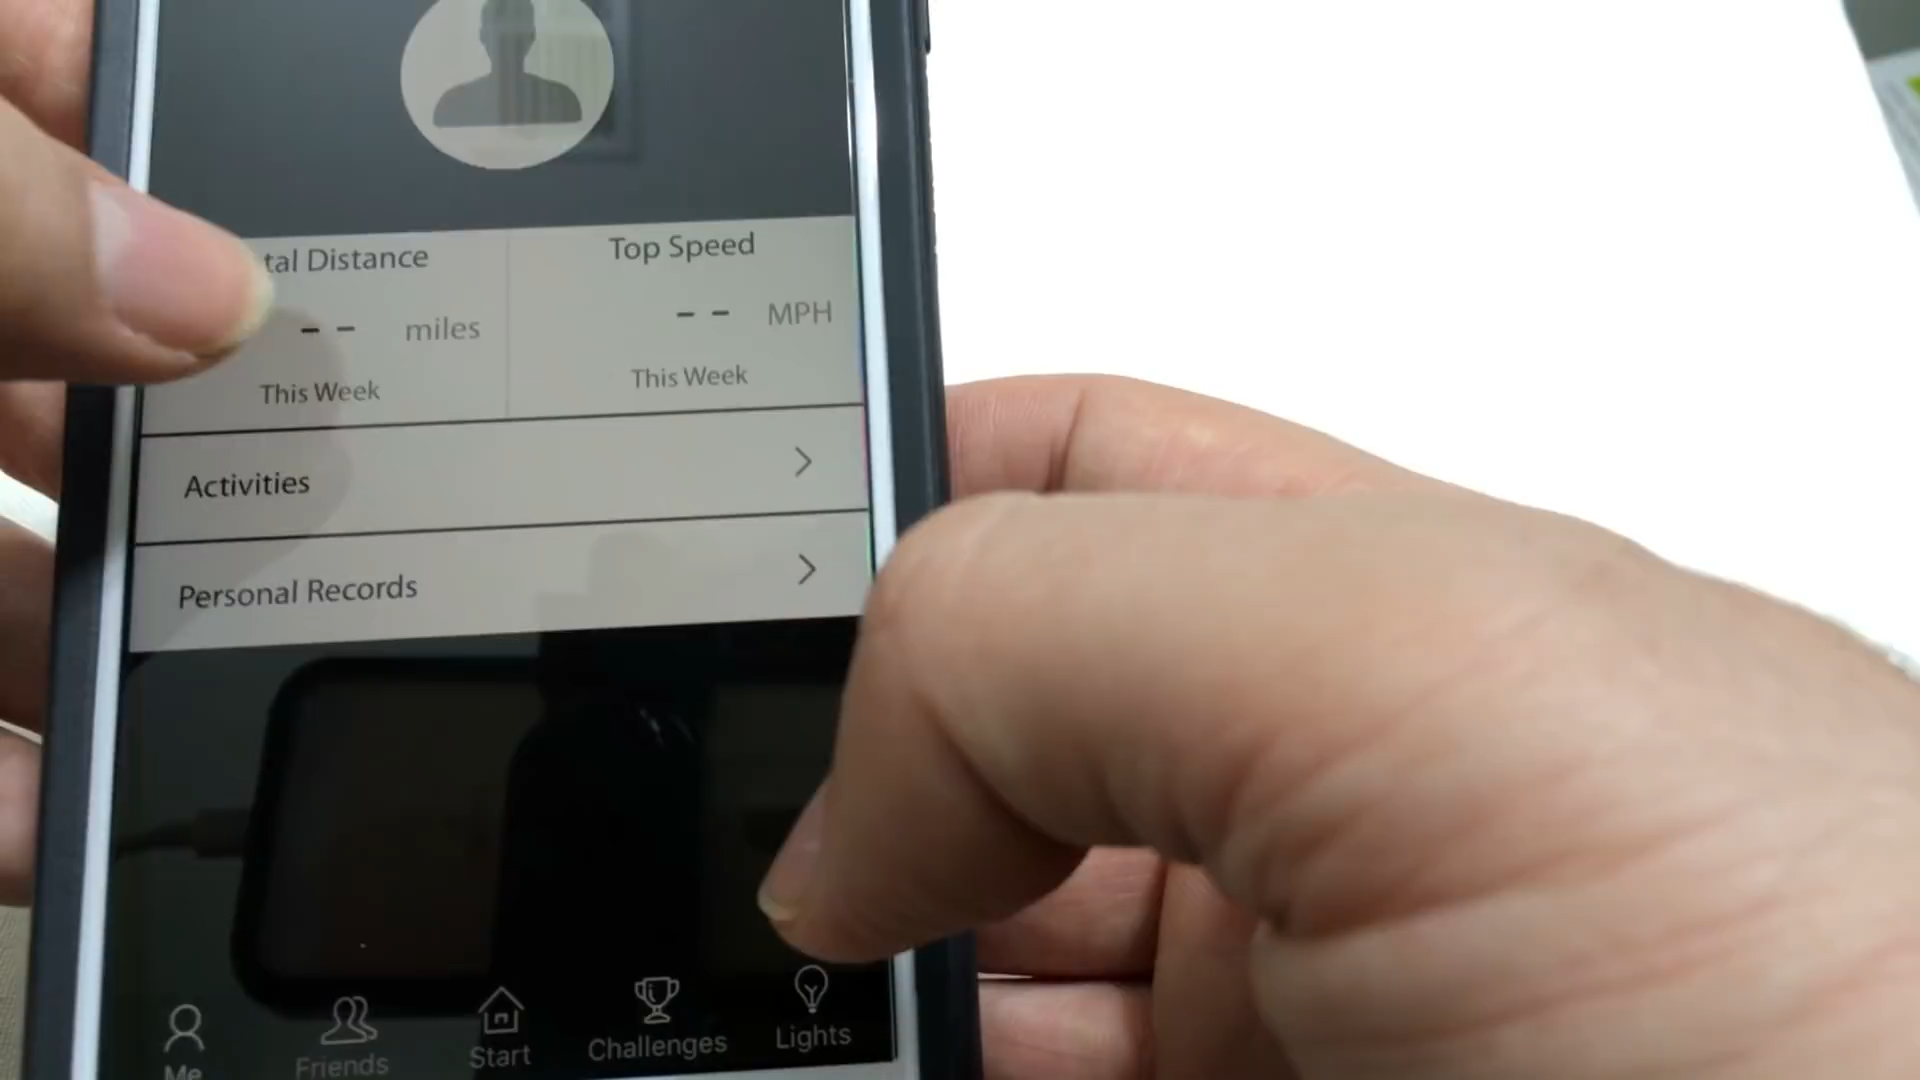 tal Distance
Top Speed
-- miles
-- MPH
This Week
This Week
Activities
Personal Records
Me
Friends
Start
Challenges
Lights